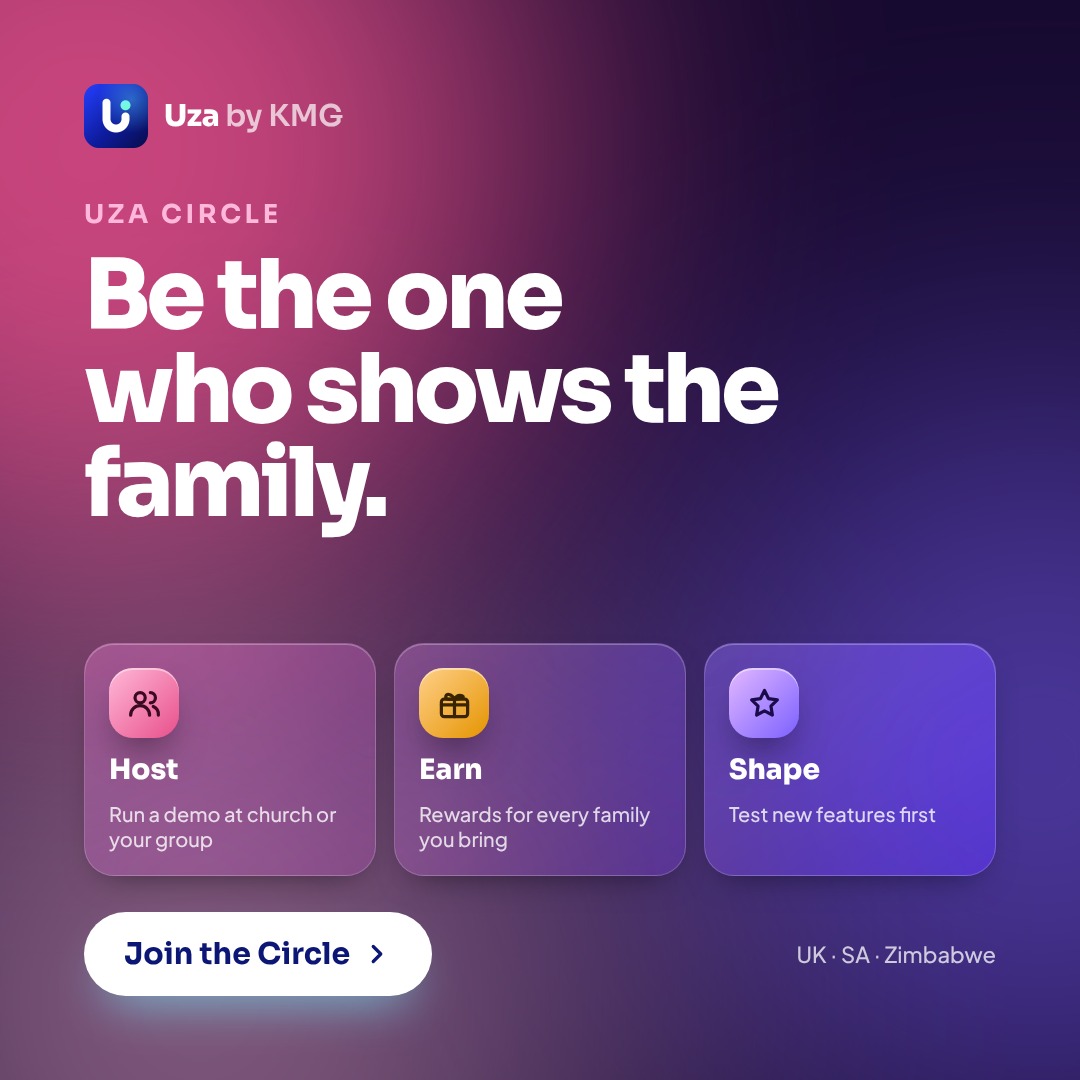 Uza by KMG
UZA CIRCLE
Be the one
who shows the
family.
Host
Run a demo at church or
your group
Earn
Rewards for every family
you bring
Shape
Test new features first
Join the Circle
UK · SA · Zimbabwe